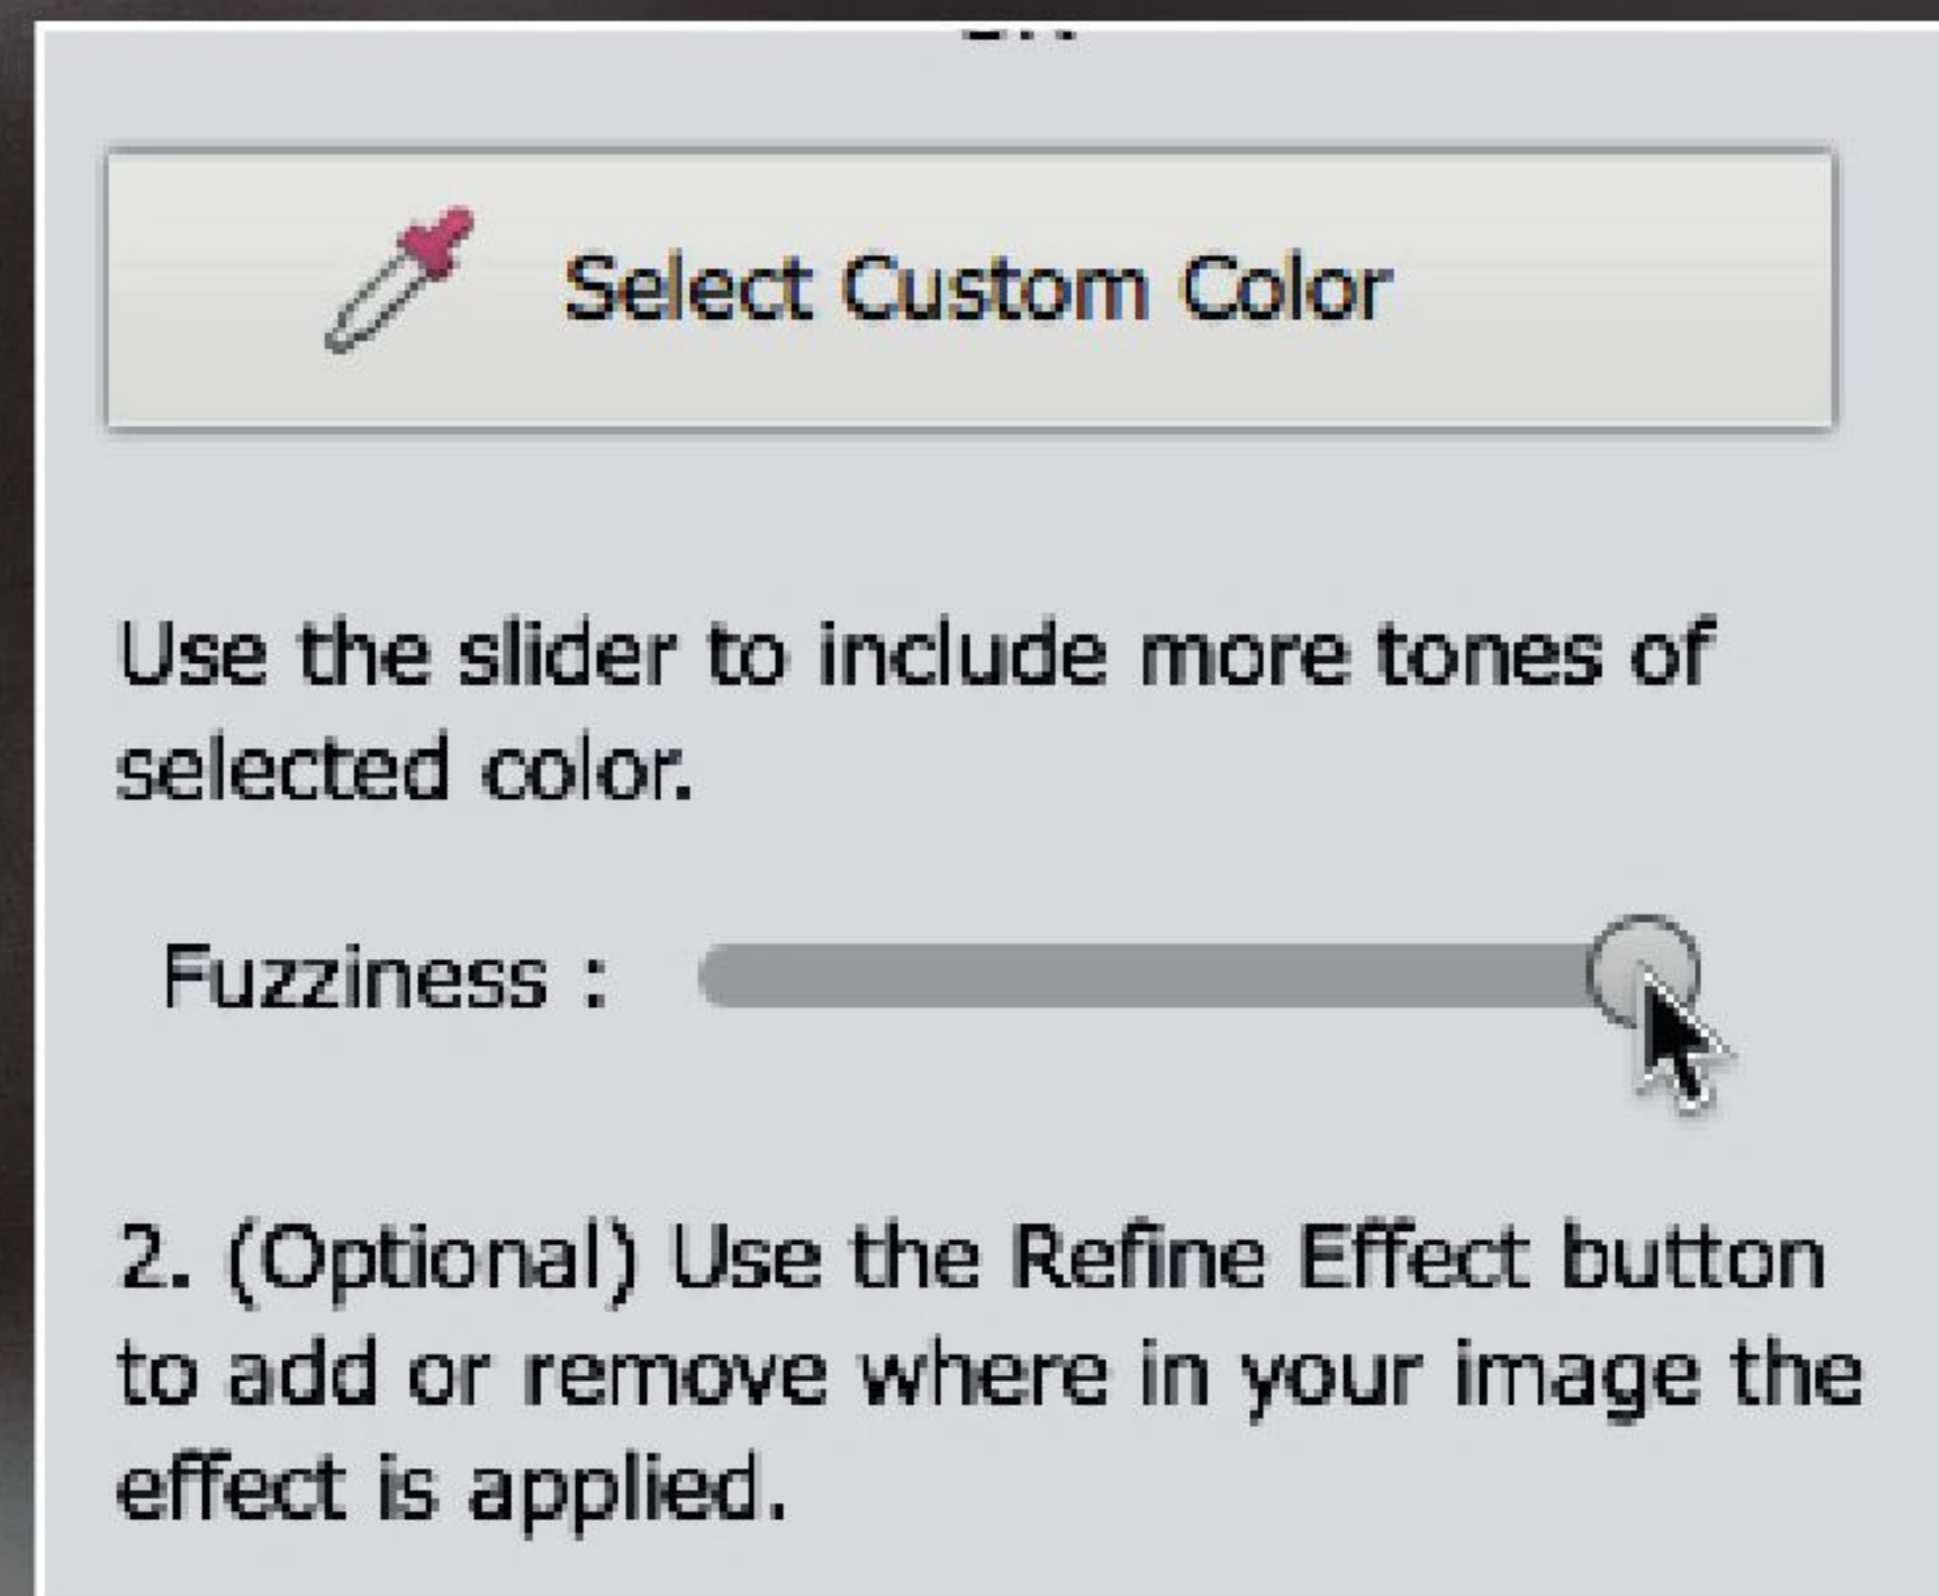 Select Custom Color
Use the slider to include more tones of
selected color.
Fuzziness :
2. (Optional) Use the Refine Effect button
to add or remove where in your image the
effect is applied.